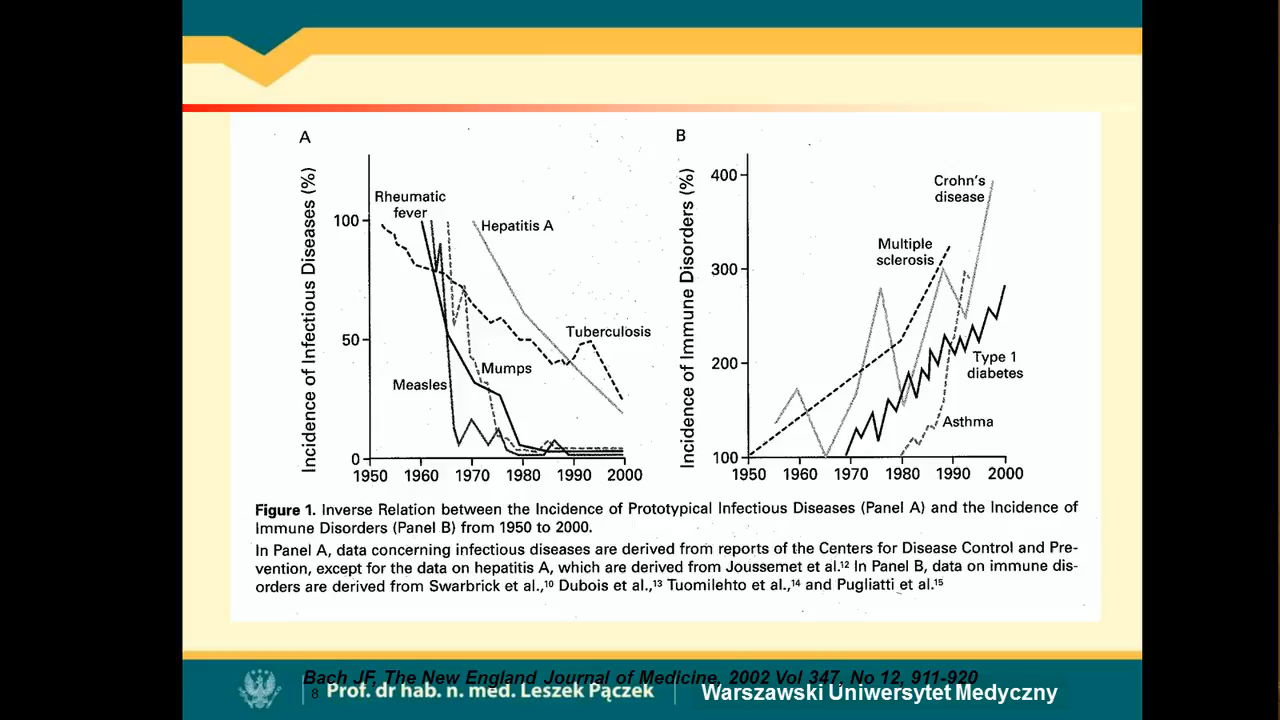 A
Incidence of Infectious Diseases (%)
100
50
0
Rheumatic
fever
Hepatitis A
Tuberculosis
Mumps
Measles
1950 1960 1970 1980 1990 2000
B
Incidence of Immune Disorders (%)
400
300
200
100
Crohn's
disease
Multiple
sclerosis
Type 1
diabetes
Asthma
1950 1960 1970 1980 1990 2000
Figure 1. Inverse Relation between the Incidence of Prototypical Infectious Diseases (Panel A) and the Incidence of
Immune Disorders (Panel B) from 1950 to 2000.
In Panel A, data concerning infectious diseases are derived from reports of the Centers for Disease Control and Pre-
vention, except for the data on hepatitis A, which are derived from Joussemet et al.¹² In Panel B, data on immune dis-
orders are derived from Swarbrick et al.,¹⁰ Dubois et al.,¹³ Tuomilehto et al.,¹⁴ and Pugliatti et al.¹⁵
Bach JF, The New England Journal of Medicine, 2002 Vol 347, No 12, 911-920
8
Prof. dr hab. n. med. Leszek Pączek
Warszawski Uniwersytet Medyczny